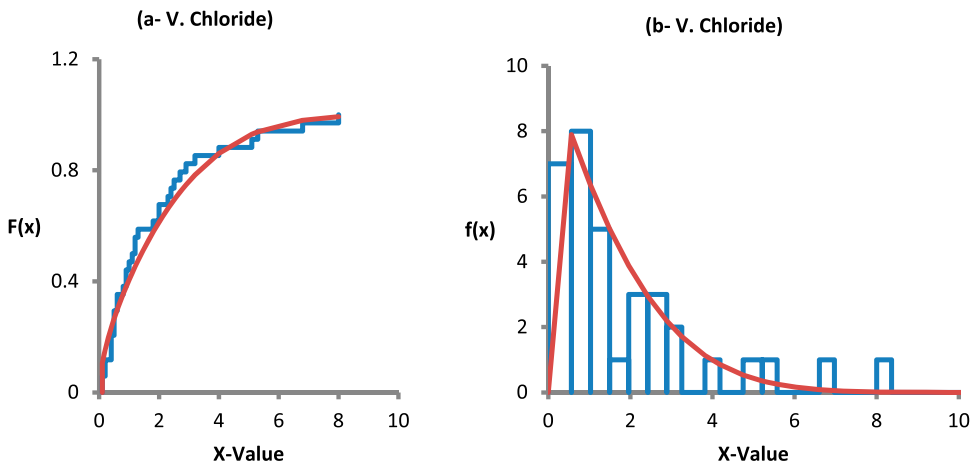 (a- V. Chloride)
1.2
0.8
F(x)
0.4
0
0 2 4 6 8 10
X-Value
(b- V. Chloride)
10
8
6
f(x)
4
2
0
0 2 4 6 8 10
X-Value